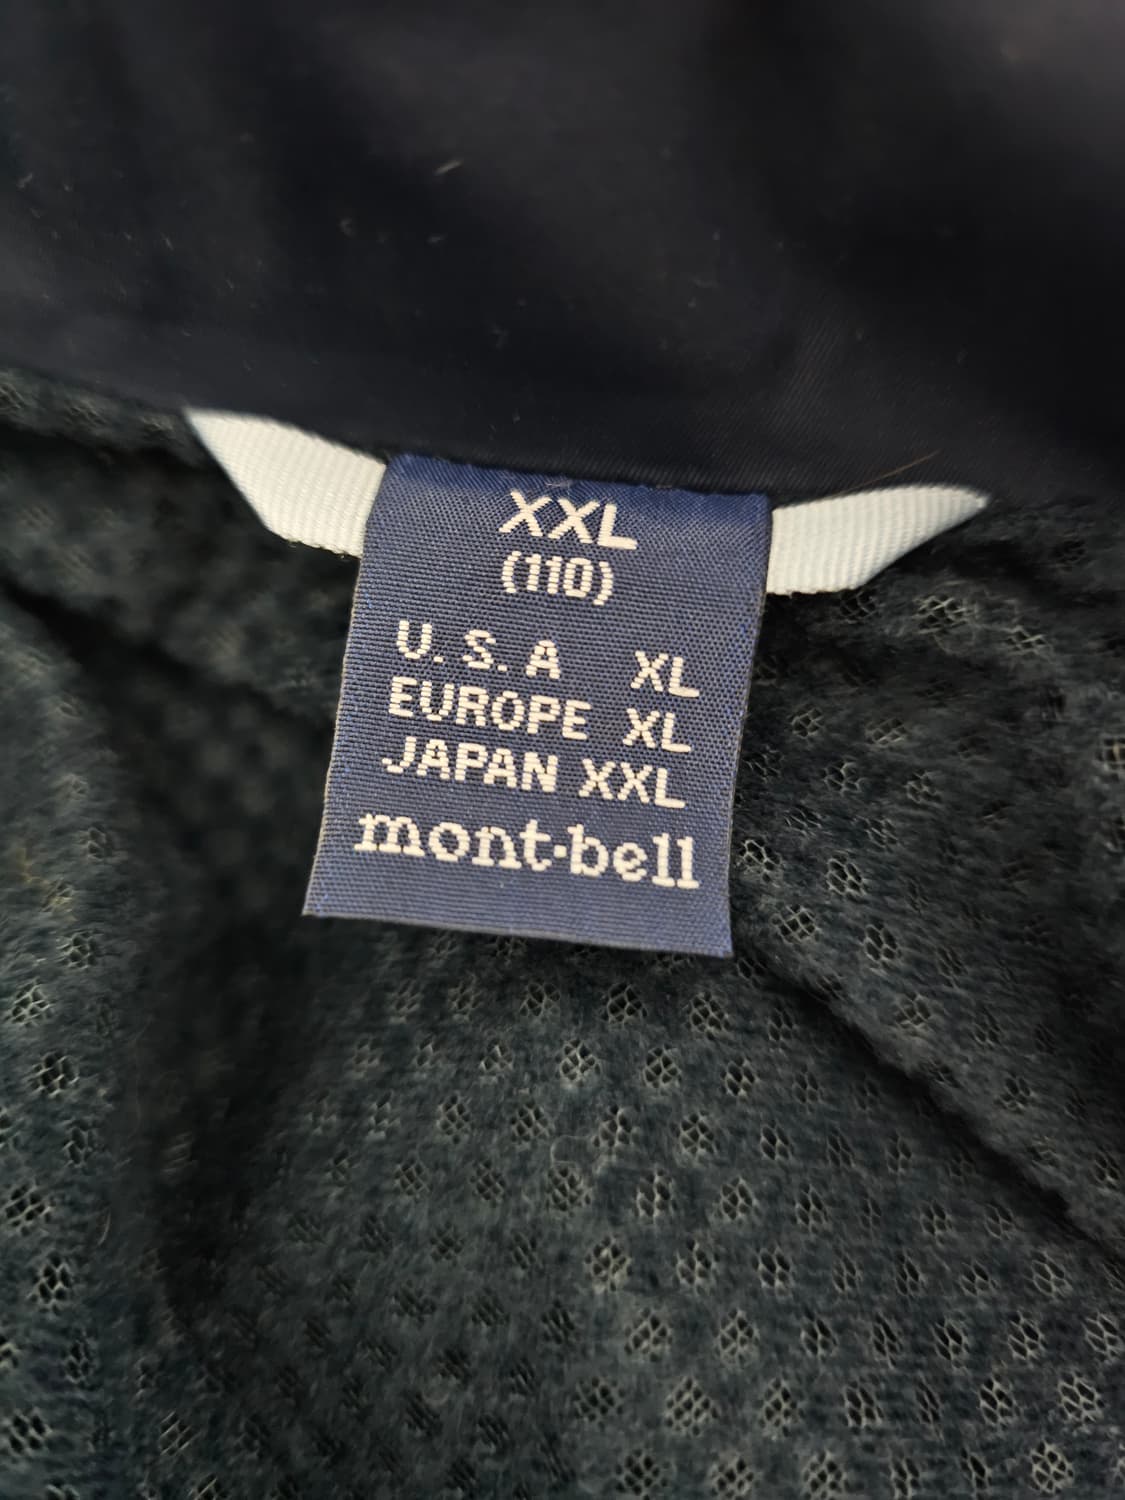 XXL
(110)
U.S.A XL
EUROPE XL
JAPAN XXL
mont·bell